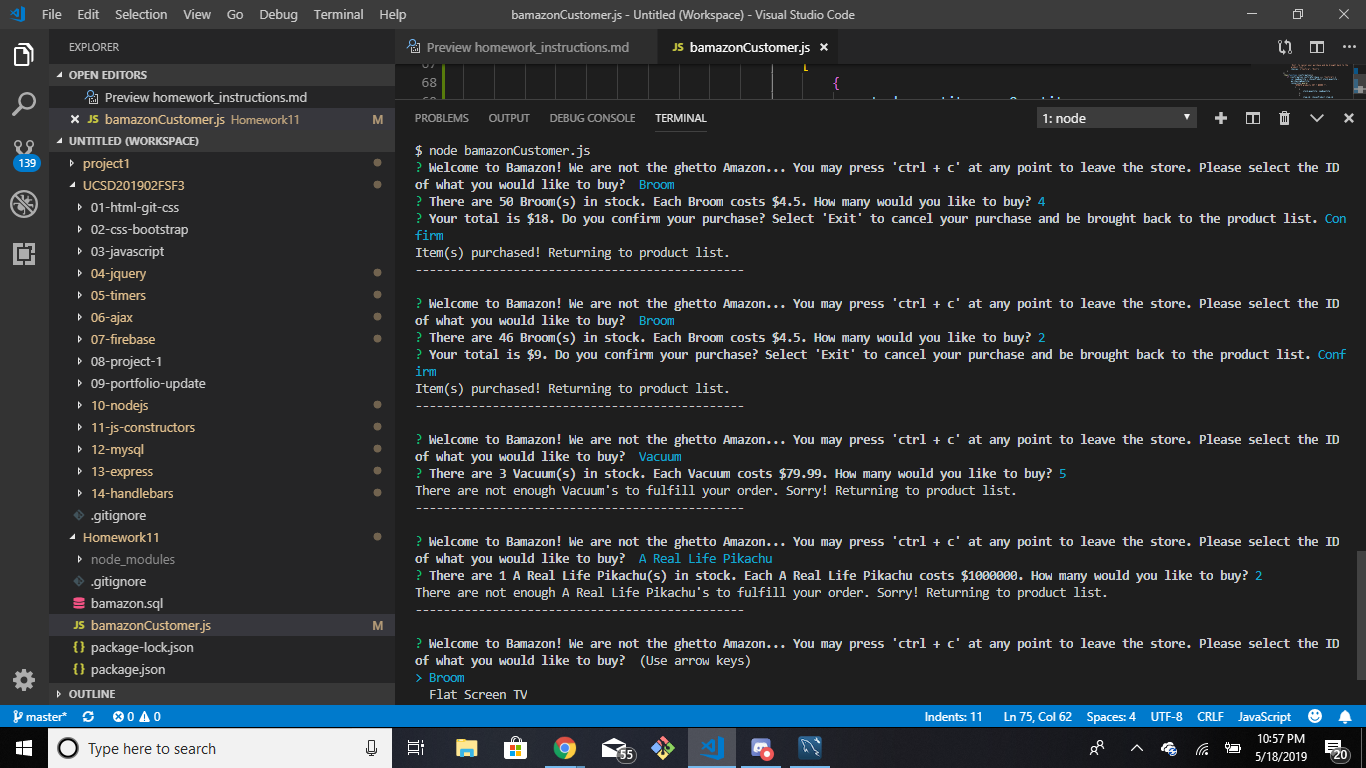 File Edit Selection View Go Debug Terminal Help
bamazonCustomer.js - Untitled (Workspace) - Visual Studio Code
EXPLORER
OPEN EDITORS
Preview homework_instructions.md
JS bamazonCustomer.js Homework11 M
UNTITLED (WORKSPACE)
project1
UCSD201902FSF3
01-html-git-css
02-css-bootstrap
03-javascript
04-jquery
05-timers
06-ajax
07-firebase
08-project-1
09-portfolio-update
10-nodejs
11-js-constructors
12-mysql
13-express
14-handlebars
.gitignore
Homework11
node_modules
.gitignore
bamazon.sql
JS bamazonCustomer.js M
package-lock.json
package.json
OUTLINE
139
Preview homework_instructions.md
JS bamazonCustomer.js
68 {
PROBLEMS OUTPUT DEBUG CONSOLE TERMINAL
1: node
$ node bamazonCustomer.js
? Welcome to Bamazon! We are not the ghetto Amazon... You may press 'ctrl + c' at any point to leave the store. Please select the ID
of what you would like to buy? Broom
? There are 50 Broom(s) in stock. Each Broom costs $4.5. How many would you like to buy? 4
? Your total is $18. Do you confirm your purchase? Select 'Exit' to cancel your purchase and be brought back to the product list. Con
firm
Item(s) purchased! Returning to product list.
-----------------------------------------------
? Welcome to Bamazon! We are not the ghetto Amazon... You may press 'ctrl + c' at any point to leave the store. Please select the ID
of what you would like to buy? Broom
? There are 46 Broom(s) in stock. Each Broom costs $4.5. How many would you like to buy? 2
? Your total is $9. Do you confirm your purchase? Select 'Exit' to cancel your purchase and be brought back to the product list. Conf
irm
Item(s) purchased! Returning to product list.
-----------------------------------------------
? Welcome to Bamazon! We are not the ghetto Amazon... You may press 'ctrl + c' at any point to leave the store. Please select the ID
of what you would like to buy? Vacuum
? There are 3 Vacuum(s) in stock. Each Vacuum costs $79.99. How many would you like to buy? 5
There are not enough Vacuum's to fulfill your order. Sorry! Returning to product list.
-----------------------------------------------
? Welcome to Bamazon! We are not the ghetto Amazon... You may press 'ctrl + c' at any point to leave the store. Please select the ID
of what you would like to buy? A Real Life Pikachu
? There are 1 A Real Life Pikachu(s) in stock. Each A Real Life Pikachu costs $1000000. How many would you like to buy? 2
There are not enough A Real Life Pikachu's to fulfill your order. Sorry! Returning to product list.
-----------------------------------------------
? Welcome to Bamazon! We are not the ghetto Amazon... You may press 'ctrl + c' at any point to leave the store. Please select the ID
of what you would like to buy? (Use arrow keys)
> Broom
Flat Screen TV
master* 0 0 Indents: 11 Ln 75, Col 62 Spaces: 4 UTF-8 CRLF JavaScript
Type here to search
55
10:57 PM
5/18/2019
20